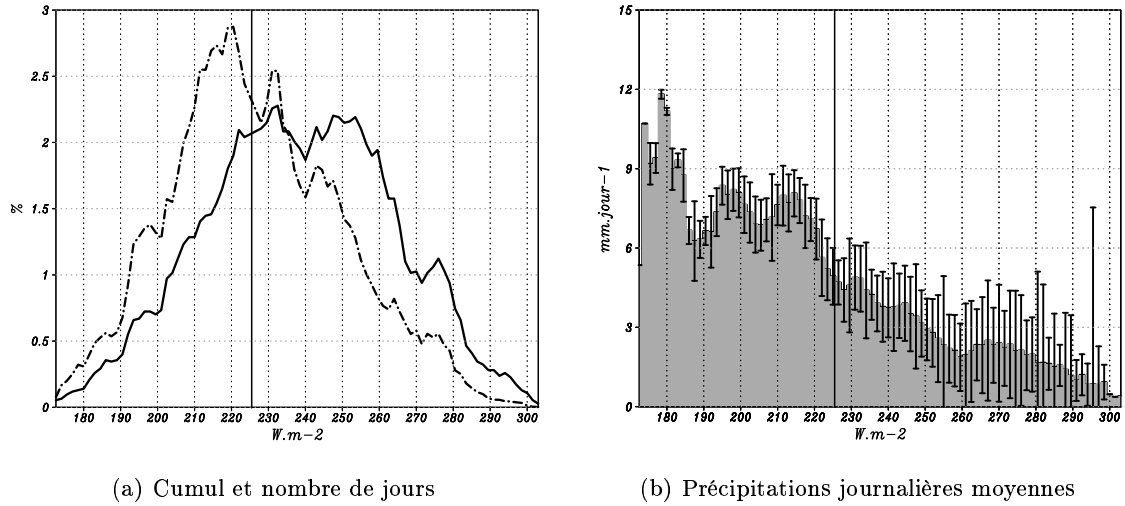 3
2.5
2
1.5
1
0.5
0
%
180 190 200 210 220 230 240 250 260 270 280 290 300
W.m-2
(a) Cumul et nombre de jours
15
12
9
6
3
0
mm.jour-1
180 190 200 210 220 230 240 250 260 270 280 290 300
W.m-2
(b) Précipitations journalières moyennes